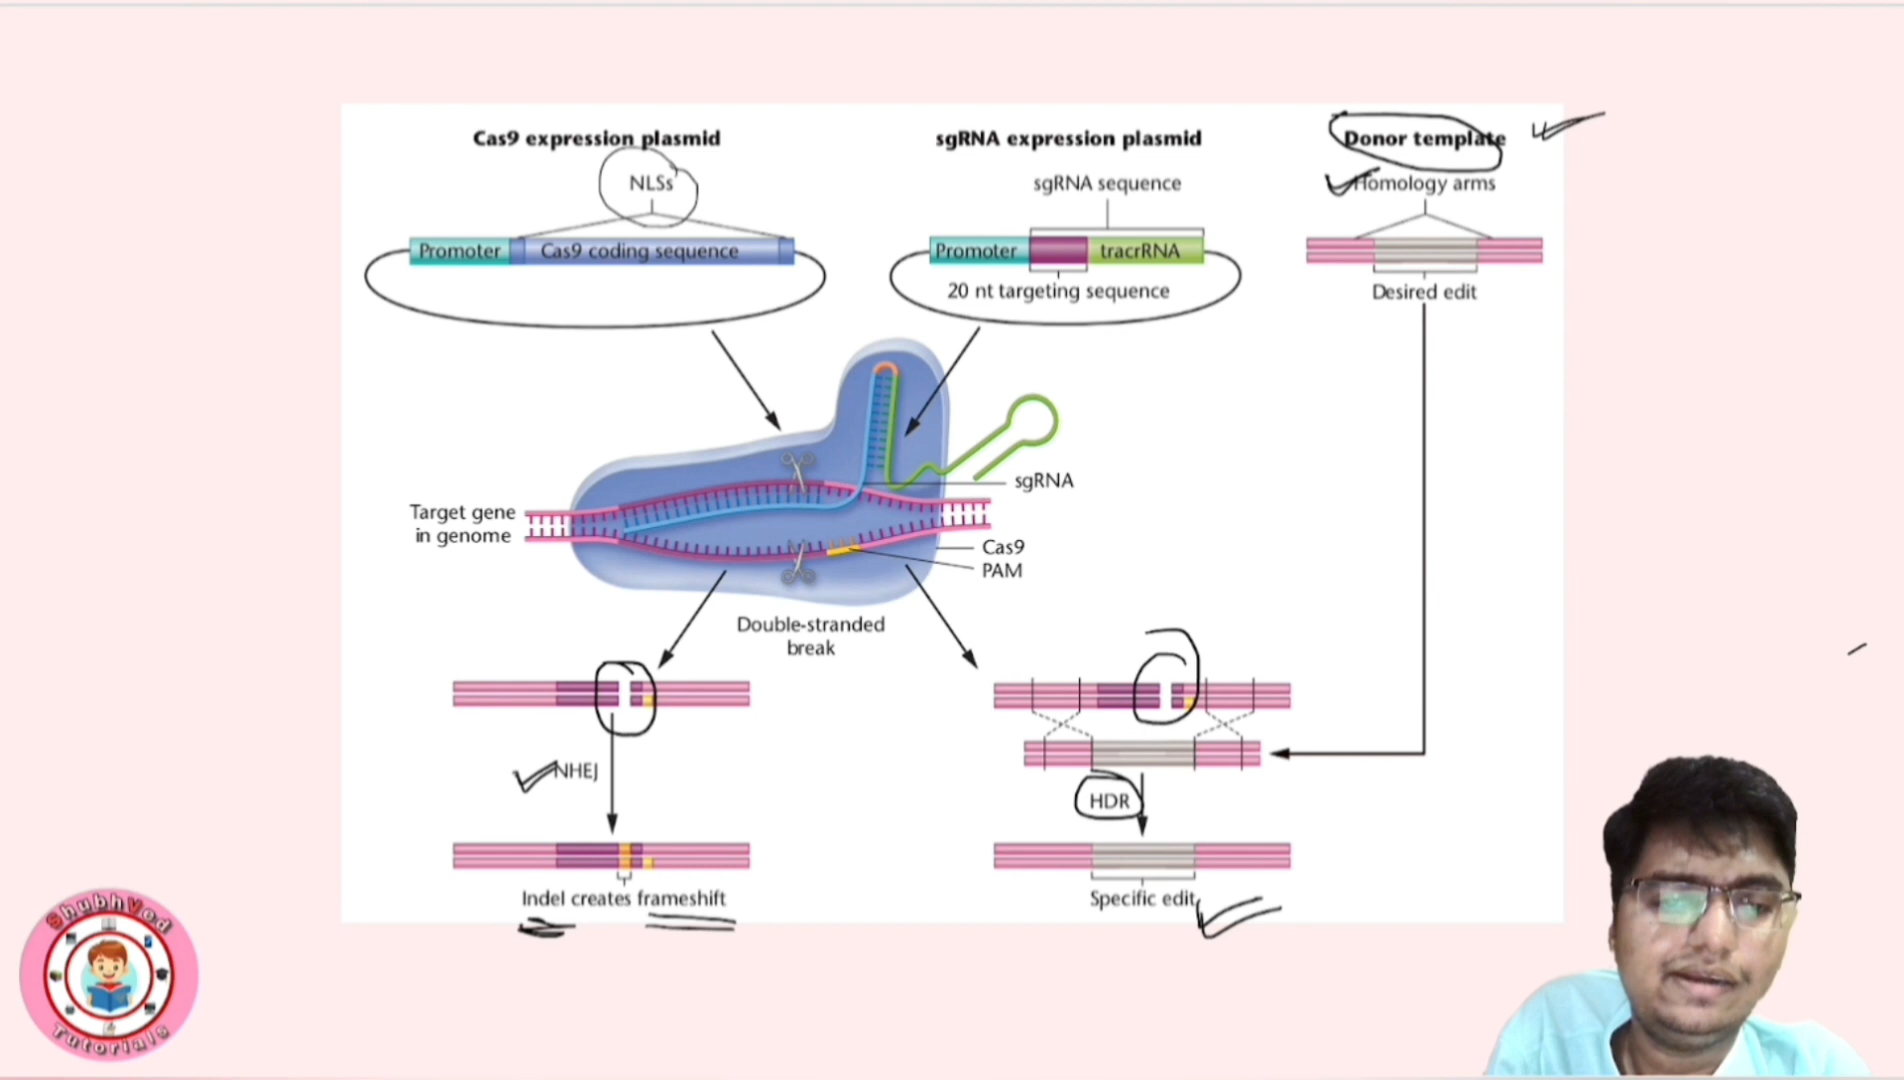 Cas9 expression plasmid
sgRNA expression plasmid
Donor template
NLSs
sgRNA sequence
Homology arms
Promoter
Cas9 coding sequence
Promoter
tracrRNA
20 nt targeting sequence
Desired edit
sgRNA
Target gene
in genome
Cas9
PAM
Double-stranded
break
NHEJ
HDR
Indel creates frameshift
Specific edit
ShubhVed
Tutorials